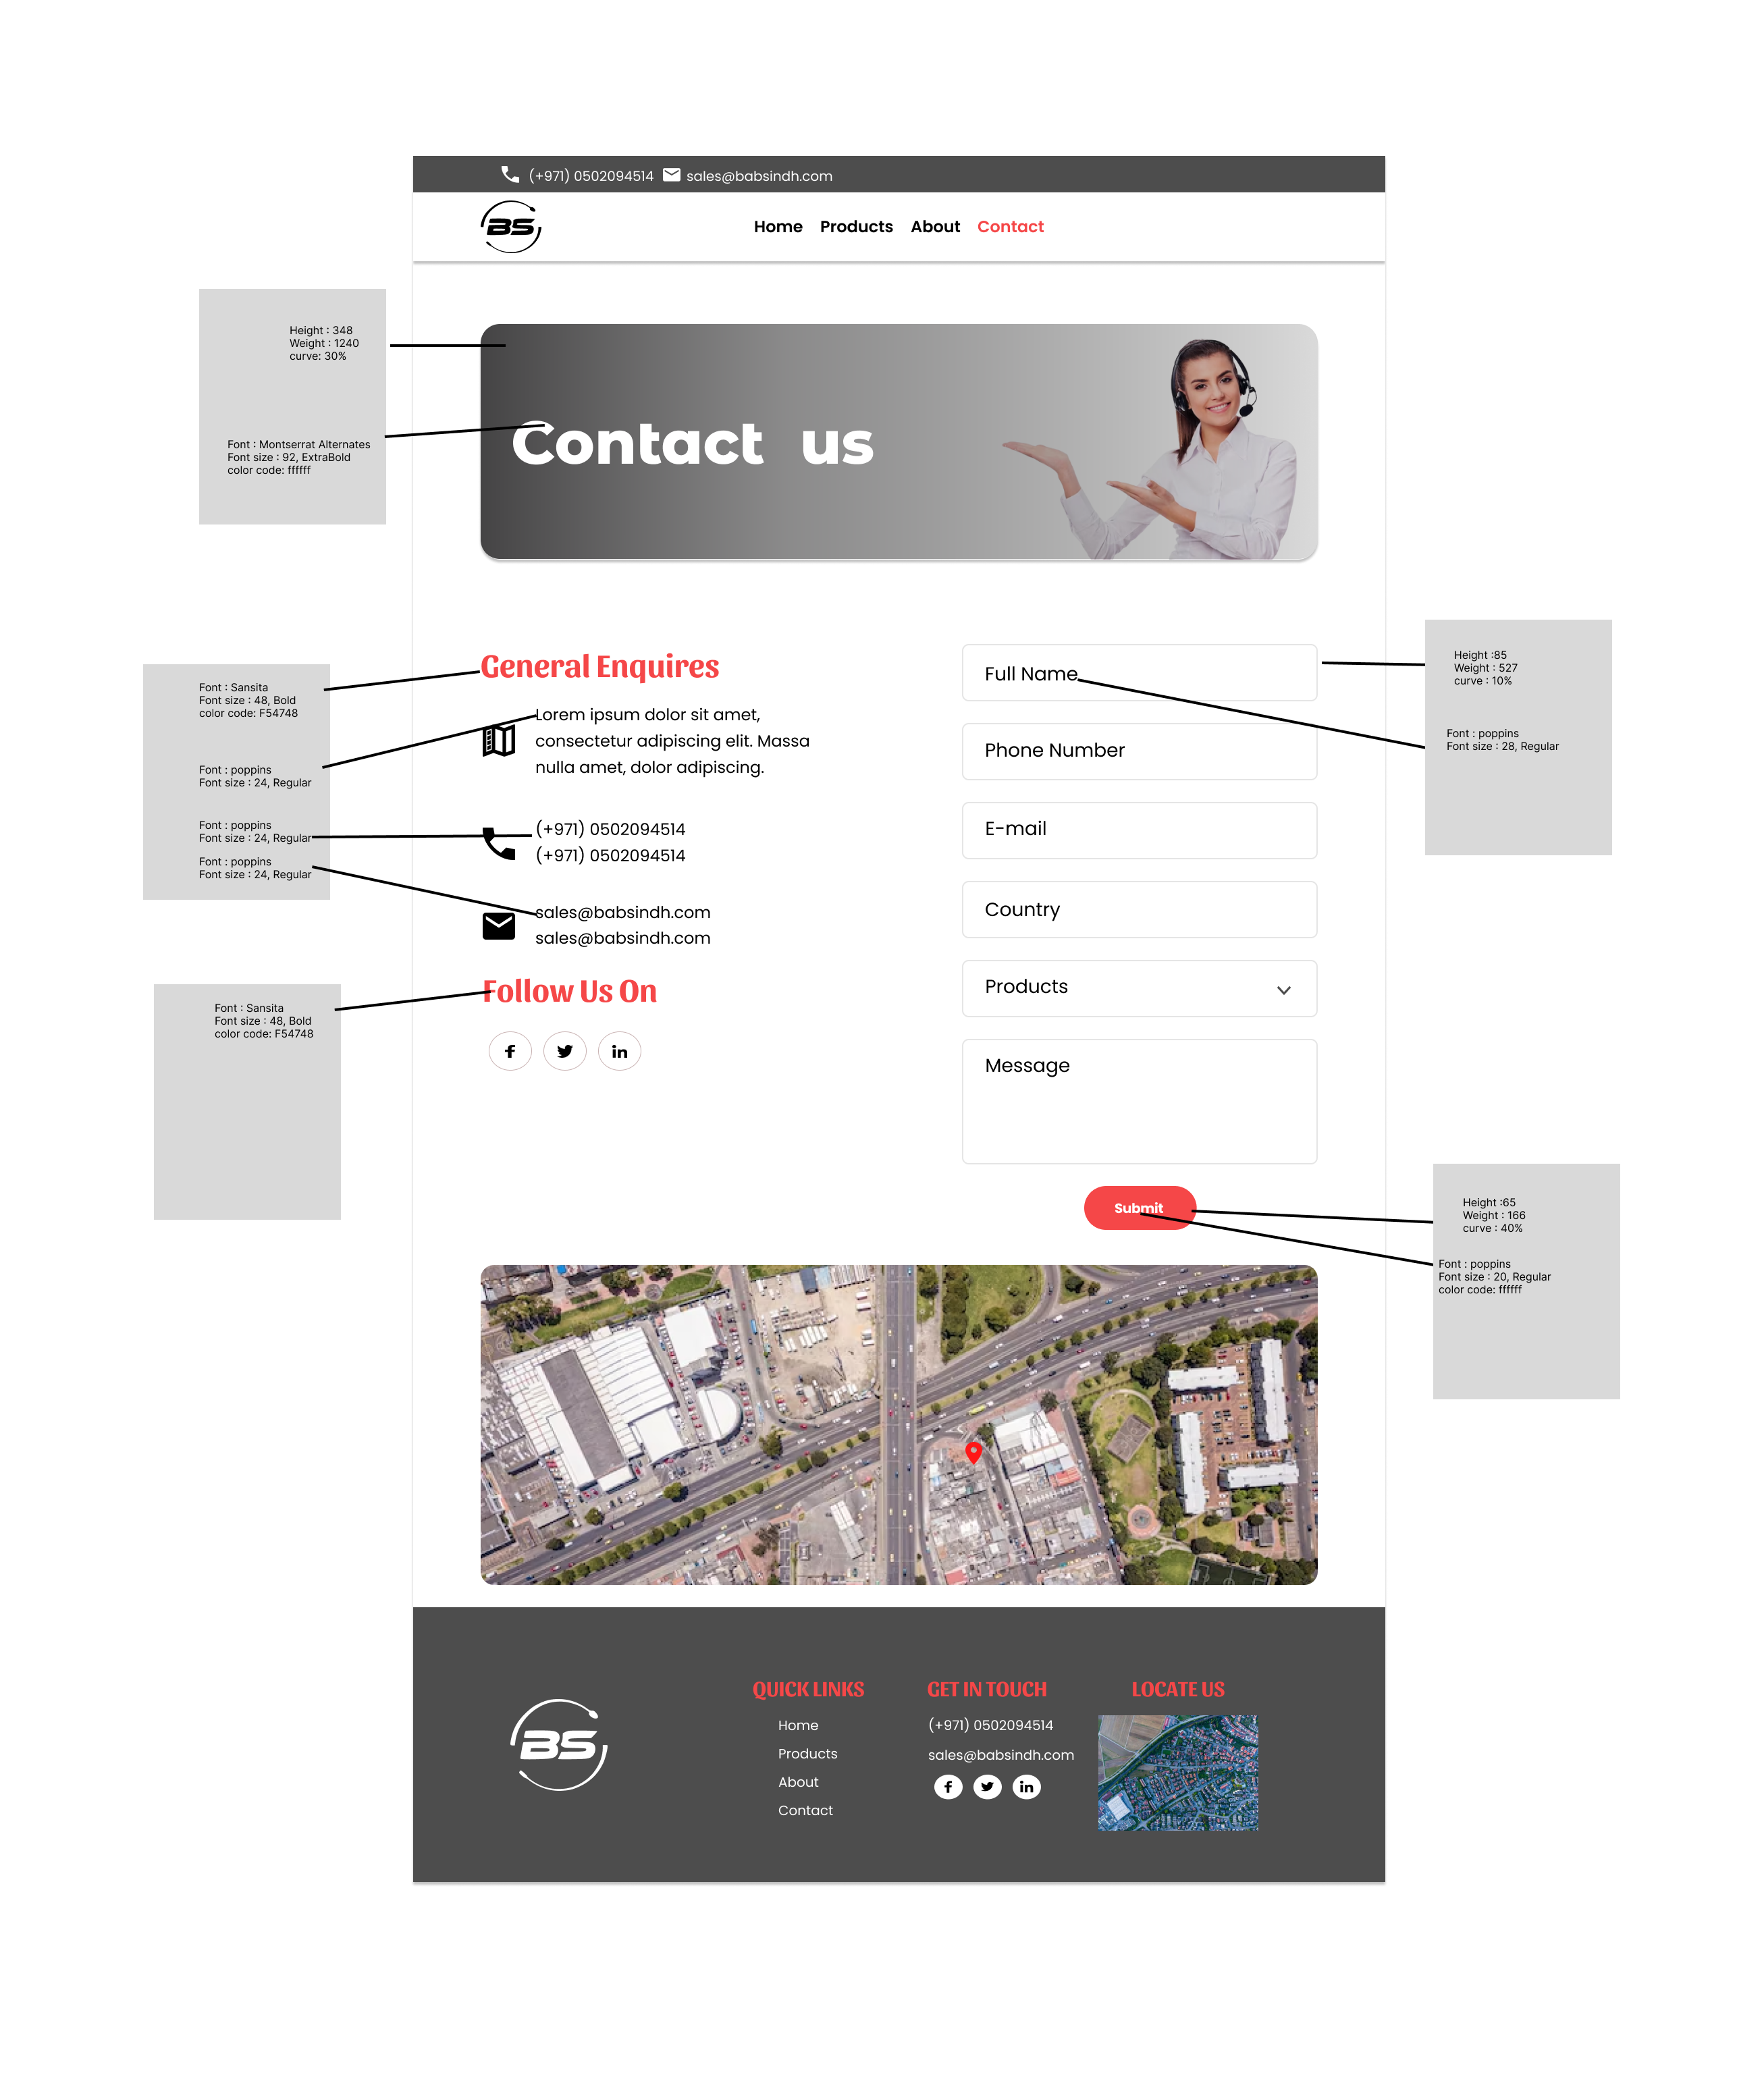 (+971) 0502094514 sales@babsindh.com
BS
Home Products About Contact
Height : 348
Weight : 1240
curve: 30%
Font : Montserrat Alternates
Font size : 92, ExtraBold
color code: ffffff
Contact us
General Enquires
Lorem ipsum dolor sit amet,
consectetur adipiscing elit. Massa
nulla amet, dolor adipiscing.
(+971) 0502094514
(+971) 0502094514
sales@babsindh.com
sales@babsindh.com
Follow Us On
f in
Font : Sansita
Font size : 48, Bold
color code: F54748
Font : poppins
Font size : 24, Regular
Font : poppins
Font size : 24, Regular
Font : poppins
Font size : 24, Regular
Font : Sansita
Font size : 48, Bold
color code: F54748
Full Name
Phone Number
E-mail
Country
Products
Message
Submit
Height :85
Weight : 527
curve : 10%
Font : poppins
Font size : 28, Regular
Height :65
Weight : 166
curve : 40%
Font : poppins
Font size : 20, Regular
color code: ffffff
BS
QUICK LINKS
Home
Products
About
Contact
GET IN TOUCH
(+971) 0502094514
sales@babsindh.com
f in
LOCATE US